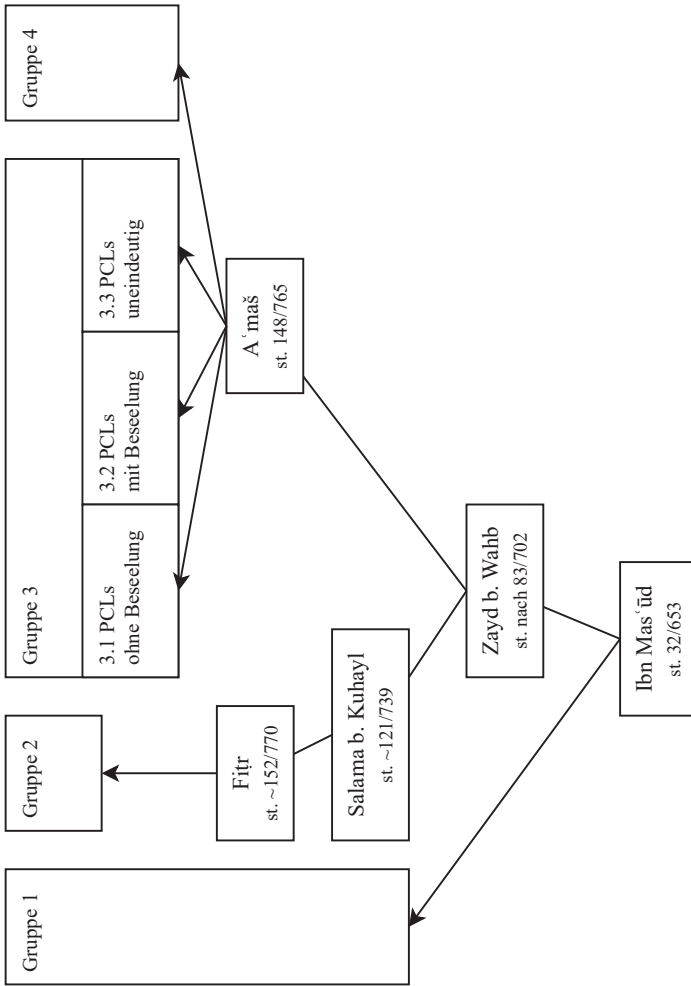 Gruppe 1
Gruppe 2
Gruppe 3
Gruppe 4
3.1 PCLs
ohne Beseelung
3.2 PCLs
mit Beseelung
3.3 PCLs
uneindeutig
Fiṭr
st. ~152/770
Aʿmaš
st. 148/765
Salama b. Kuhayl
st. ~121/739
Zayd b. Wahb
st. nach 83/702
Ibn Masʿūd
st. 32/653